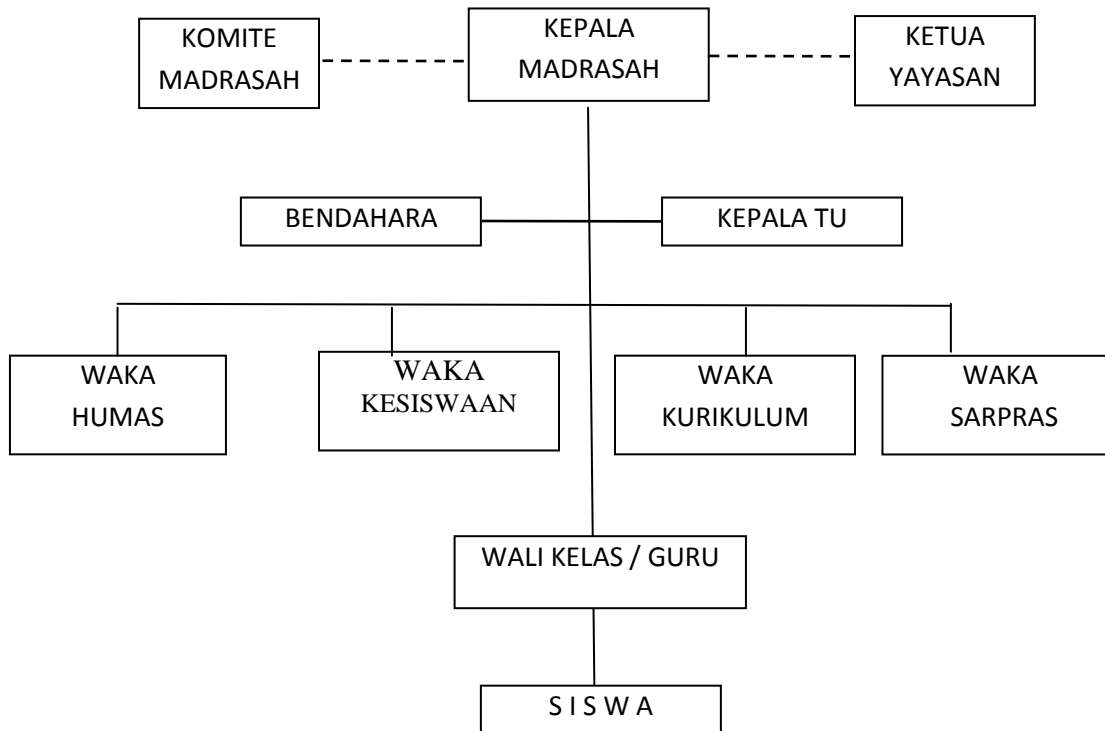 KOMITE
MADRASAH
KEPALA
MADRASAH
KETUA
YAYASAN
BENDAHARA
KEPALA TU
WAKA
HUMAS
WAKA
KESISWAAN
WAKA
KURIKULUM
WAKA
SARPRAS
WALI KELAS / GURU
S I S W A